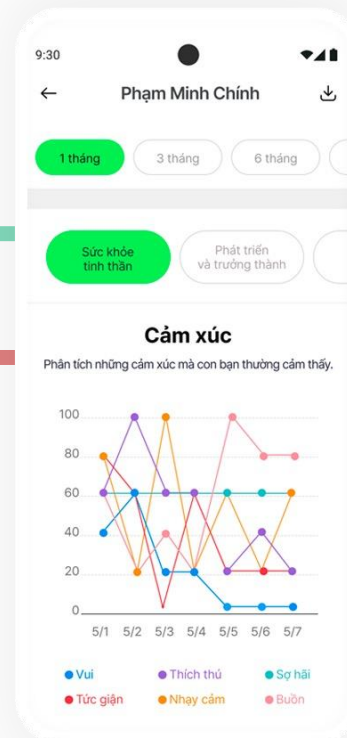 9:30
Phạm Minh Chính
1 tháng
3 tháng
6 tháng
Sức khỏe
tinh thần
Phát triển
và trưởng thành
Cảm xúc
Phân tích những cảm xúc mà con bạn thường cảm thấy.
100
80
60
40
20
0
5/1 5/2 5/3 5/4 5/5 5/6 5/7
Vui Thích thú Sợ hãi
Tức giận Nhạy cảm Buồn